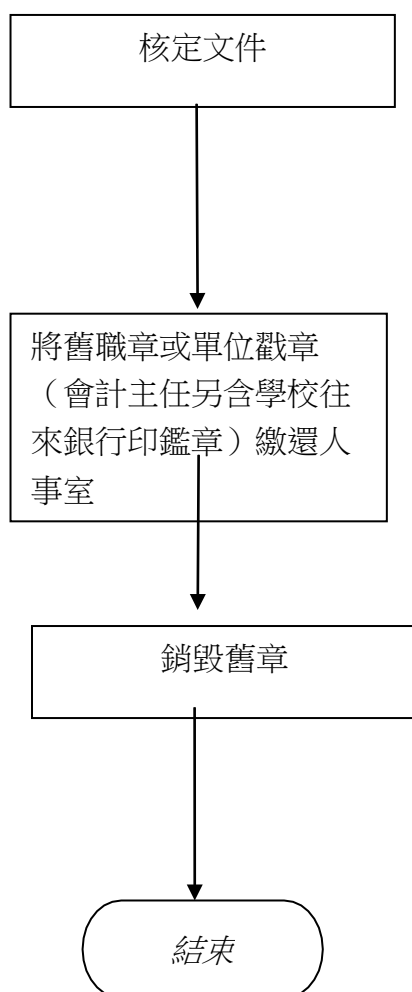 核定文件
將舊職章或單位戳章
（會計主任另含學校往
來銀行印鑑章）繳還人
事室
銷毀舊章
結束